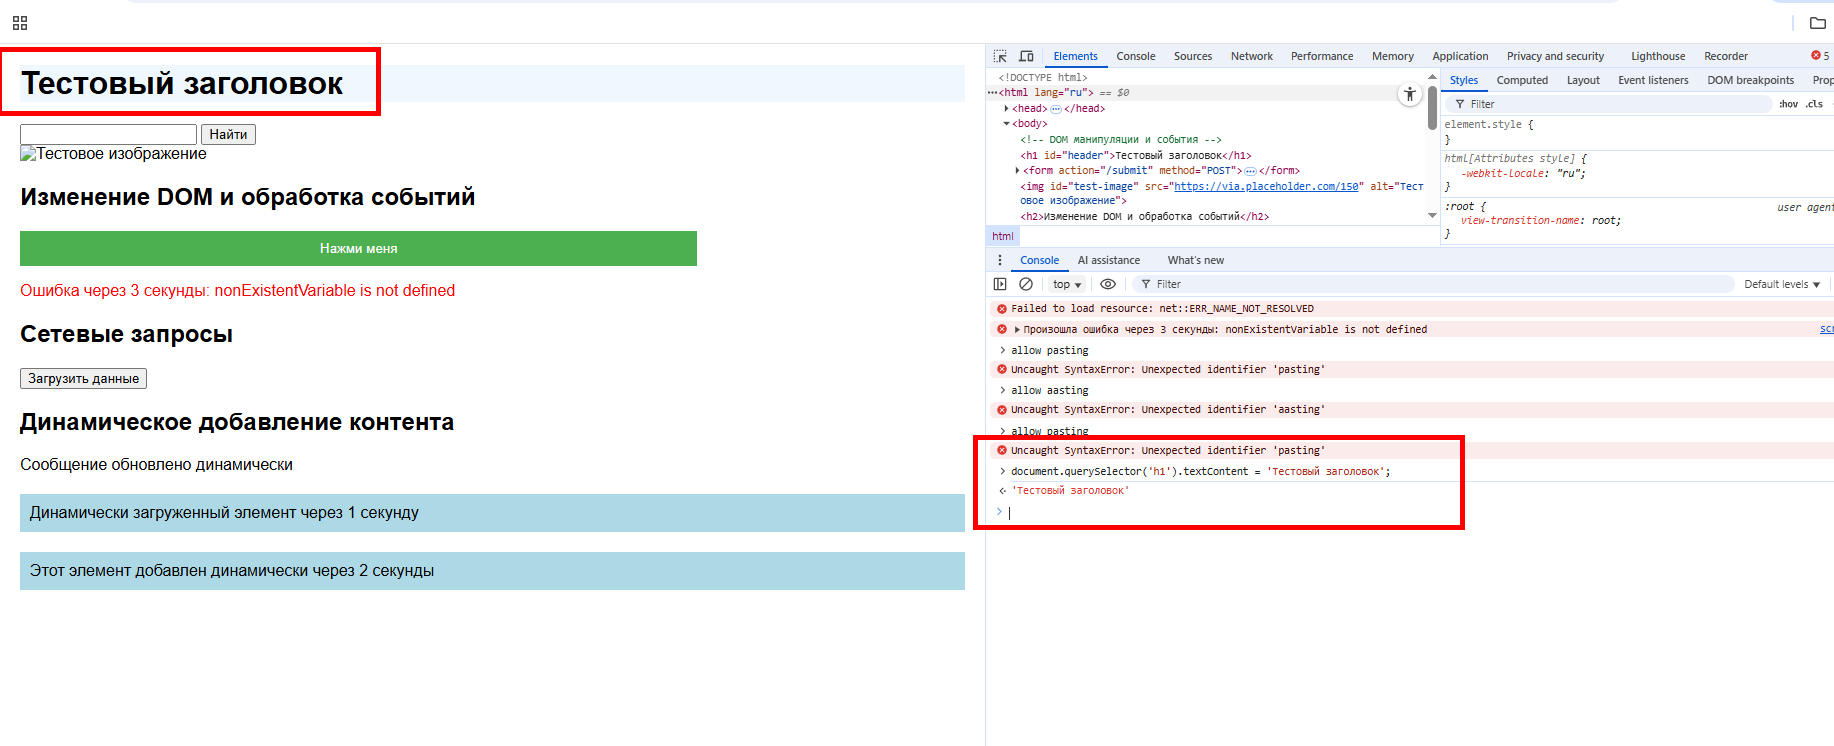 Тестовый заголовок
Найти
Тестовое изображение
Изменение DOM и обработка событий
Нажми меня
Ошибка через 3 секунды: nonExistentVariable is not defined
Сетевые запросы
Загрузить данные
Динамическое добавление контента
Сообщение обновлено динамически
Динамически загруженный элемент через 1 секунду
Этот элемент добавлен динамически через 2 секунды
Elements Console Sources Network Performance Memory Application Privacy and security Lighthouse Recorder 5
<!DOCTYPE html>
···<html lang="ru"> == $0
<head> ··· </head>
<body>
<!-- DOM манипуляции и события -->
<h1 id="header">Тестовый заголовок</h1>
<form action="/submit" method="POST"> ··· </form>
<img id="test-image" src="https://via.placeholder.com/150" alt="Тест
овое изображение">
<h2>Изменение DOM и обработка событий</h2>
html
Styles Computed Layout Event listeners DOM breakpoints Prop
Filter :hov .cls
element.style {
}
html[Attributes style] {
-webkit-locale: "ru";
}
:root { user agent
view-transition-name: root;
}
Console AI assistance What's new
top Filter Default levels
Failed to load resource: net::ERR_NAME_NOT_RESOLVED
Произошла ошибка через 3 секунды: nonExistentVariable is not defined scr
> allow pasting
Uncaught SyntaxError: Unexpected identifier 'pasting'
> allow aasting
Uncaught SyntaxError: Unexpected identifier 'aasting'
> allow pasting
Uncaught SyntaxError: Unexpected identifier 'pasting'
> document.querySelector('h1').textContent = 'Тестовый заголовок';
'Тестовый заголовок'
>